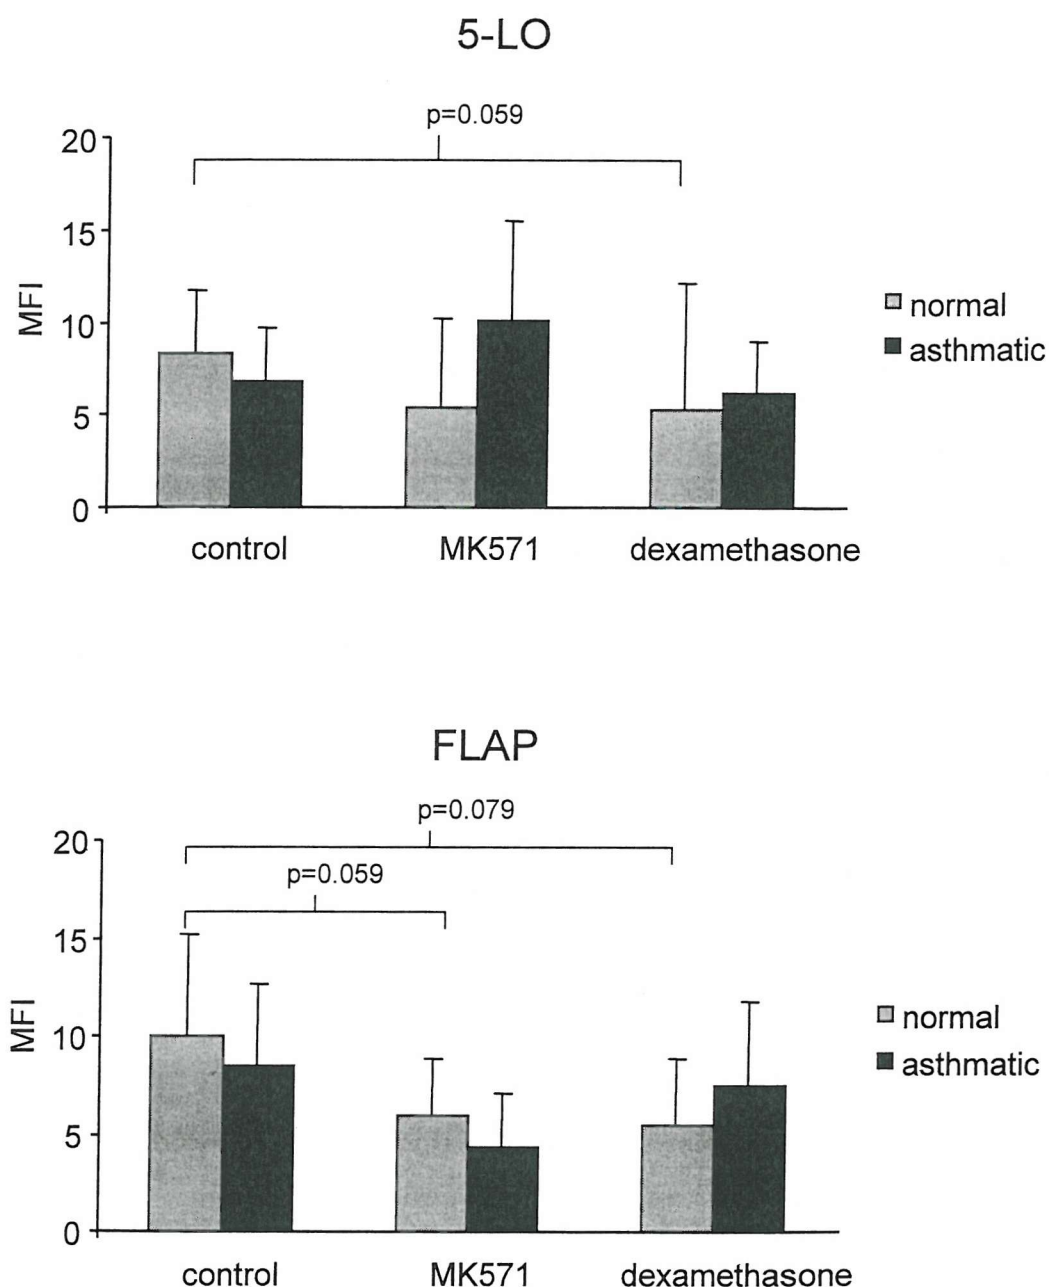 5-LO
p=0.059
20
15
10
5
0
MFI
normal
asthmatic
control MK571 dexamethasone
FLAP
p=0.079
p=0.059
20
15
10
5
0
MFI
normal
asthmatic
control MK571 dexamethasone